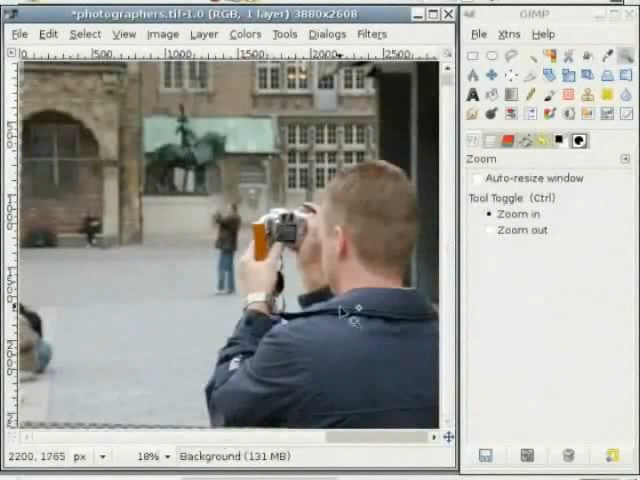 *photographers.tif-1.0 (RGB, 1 layer) 3880x2608
File Edit Select View Image Layer Colors Tools Dialogs Filters
0 500 1000 1500 2000 2500
2200, 1765 px 18% Background (131 MB)
GIMP
File Xtns Help
Zoom
Auto-resize window
Tool Toggle (Ctrl)
Zoom in
Zoom out